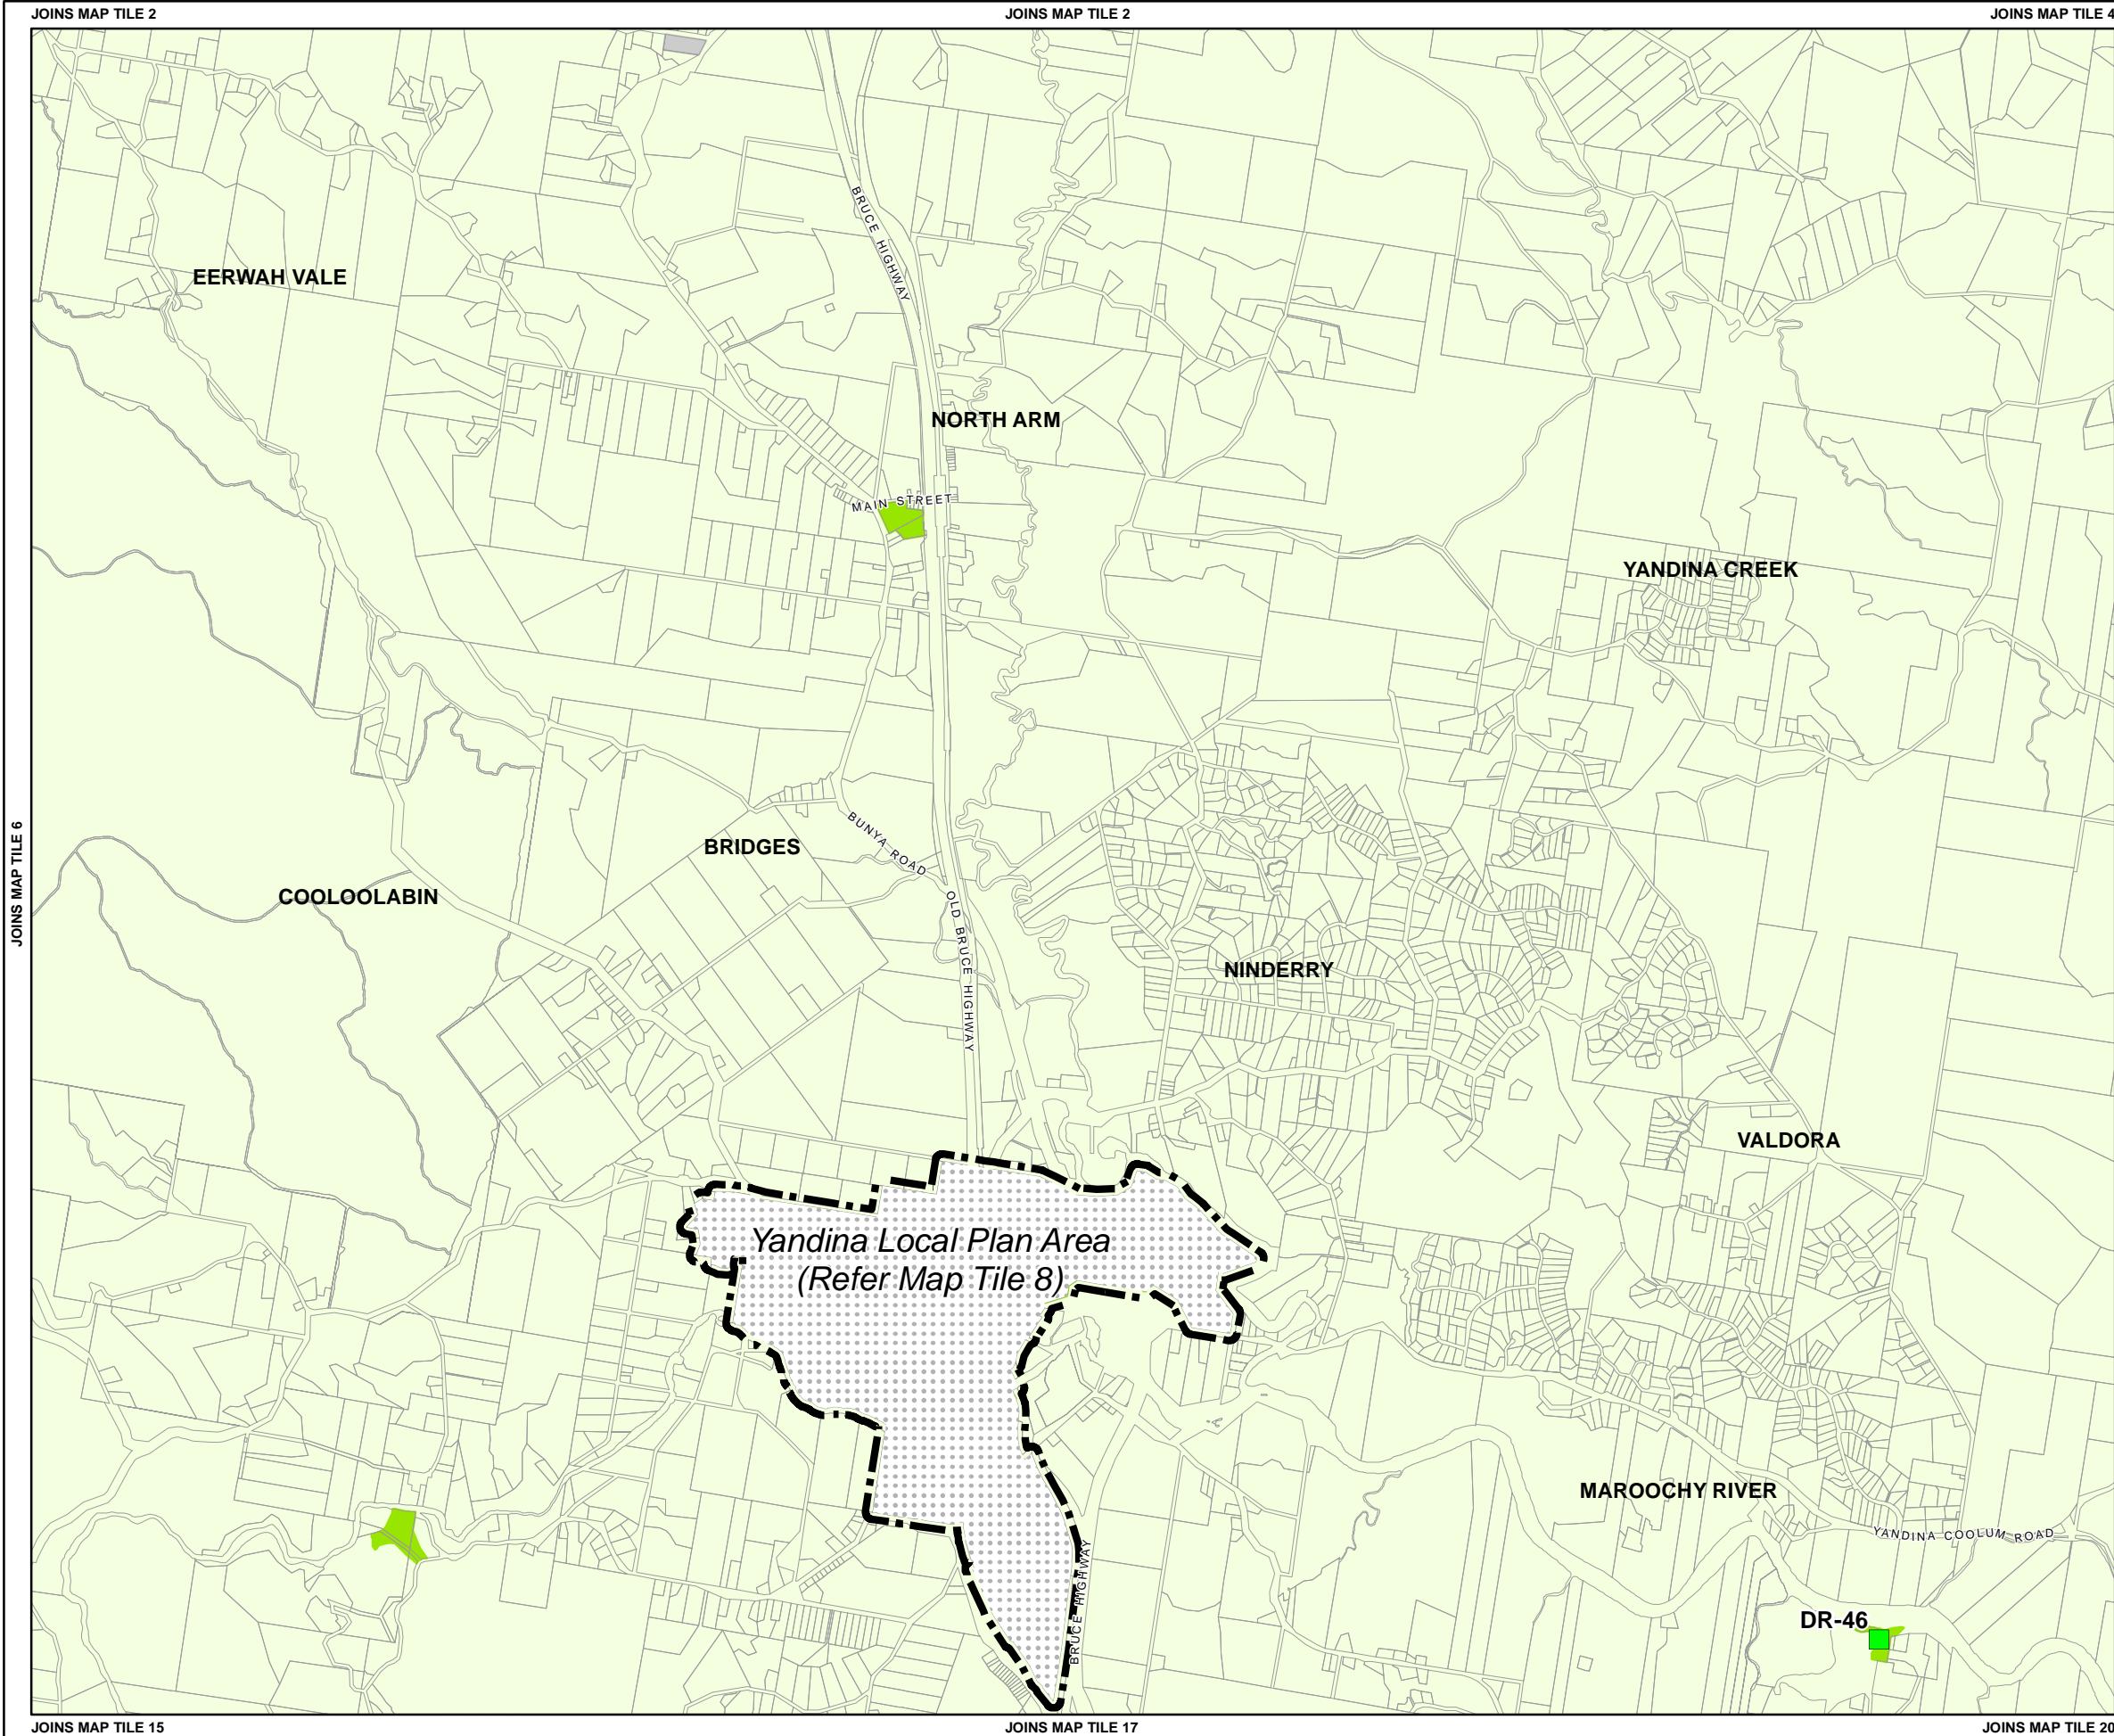 JOINS MAP TILE 2
JOINS MAP TILE 2
JOINS MAP TILE 4
BRUCE HIGHWAY
EERWAH VALE
NORTH ARM
MAIN STREET
YANDINA CREEK
JOINS MAP TILE 6
BUNYA ROAD
BRIDGES
COOLOOLABIN
OLD BRUCE HIGHWAY
NINDERRY
VALDORA
Yandina Local Plan Area
(Refer Map Tile 8)
MAROOCHY RIVER
YANDINA COOLUM ROAD
BRUCE HIGHWAY
DR-46
JOINS MAP TILE 15
JOINS MAP TILE 17
JOINS MAP TILE 20